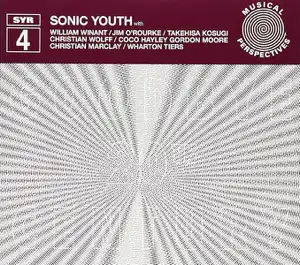 SYR
4
SONIC YOUTH with
WILLIAM WINANT / JIM O'ROURKE / TAKEHISA KOSUGI
CHRISTIAN WOLFF / COCO HAYLEY GORDON MOORE
CHRISTIAN MARCLAY / WHARTON TIERS
MUSICAL
PERSPECTIVES